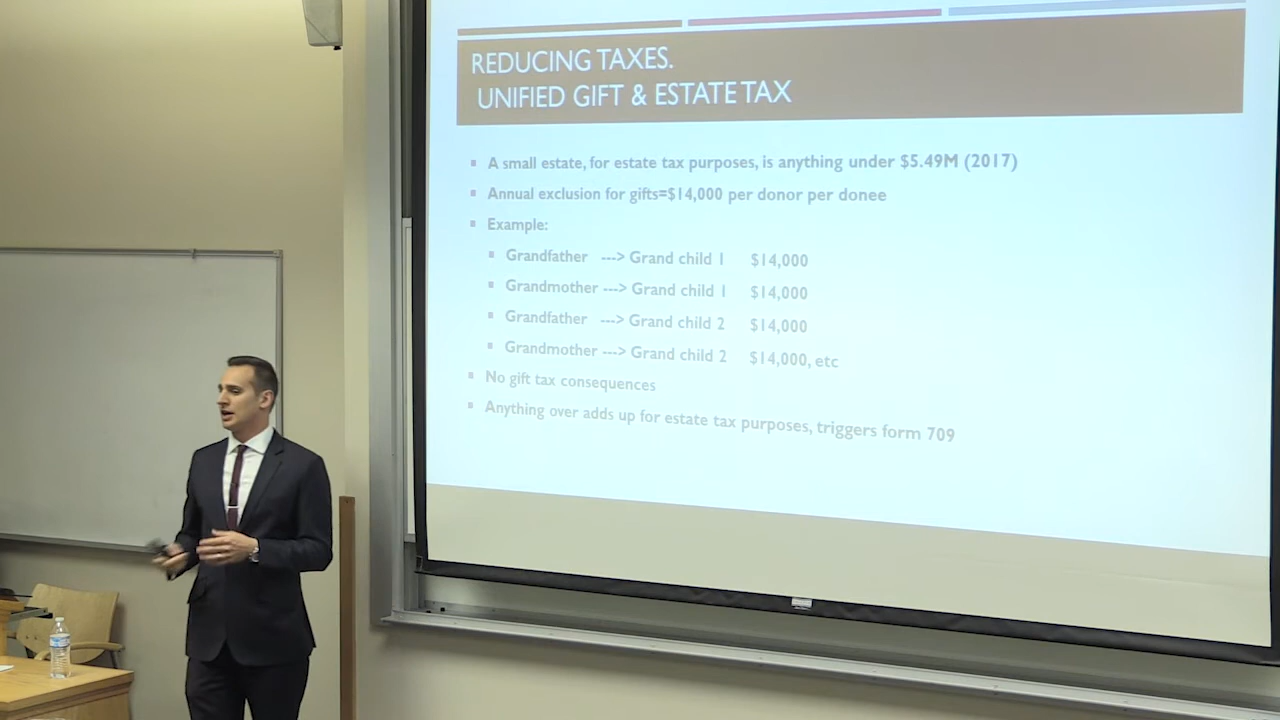 REDUCING TAXES.
UNIFIED GIFT & ESTATE TAX
A small estate, for estate tax purposes, is anything under $5.49M (2017)
Annual exclusion for gifts=$14,000 per donor per donee
Example:
Grandfather ---> Grand child 1 $14,000
Grandmother ---> Grand child 1 $14,000
Grandfather ---> Grand child 2 $14,000
Grandmother ---> Grand child 2 $14,000, etc
No gift tax consequences
Anything over adds up for estate tax purposes, triggers form 709